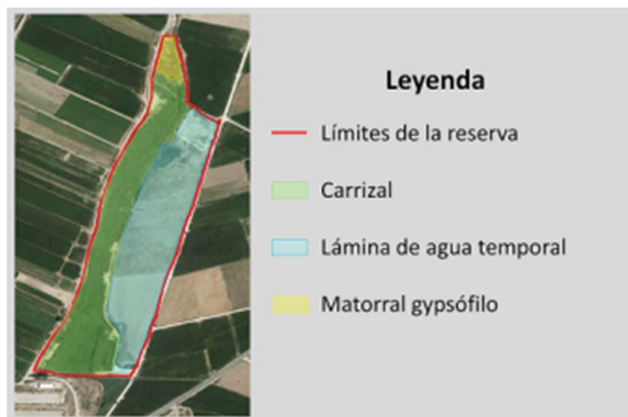 Leyenda
Límites de la reserva
Carrizal
Lámina de agua temporal
Matorral gypsófilo